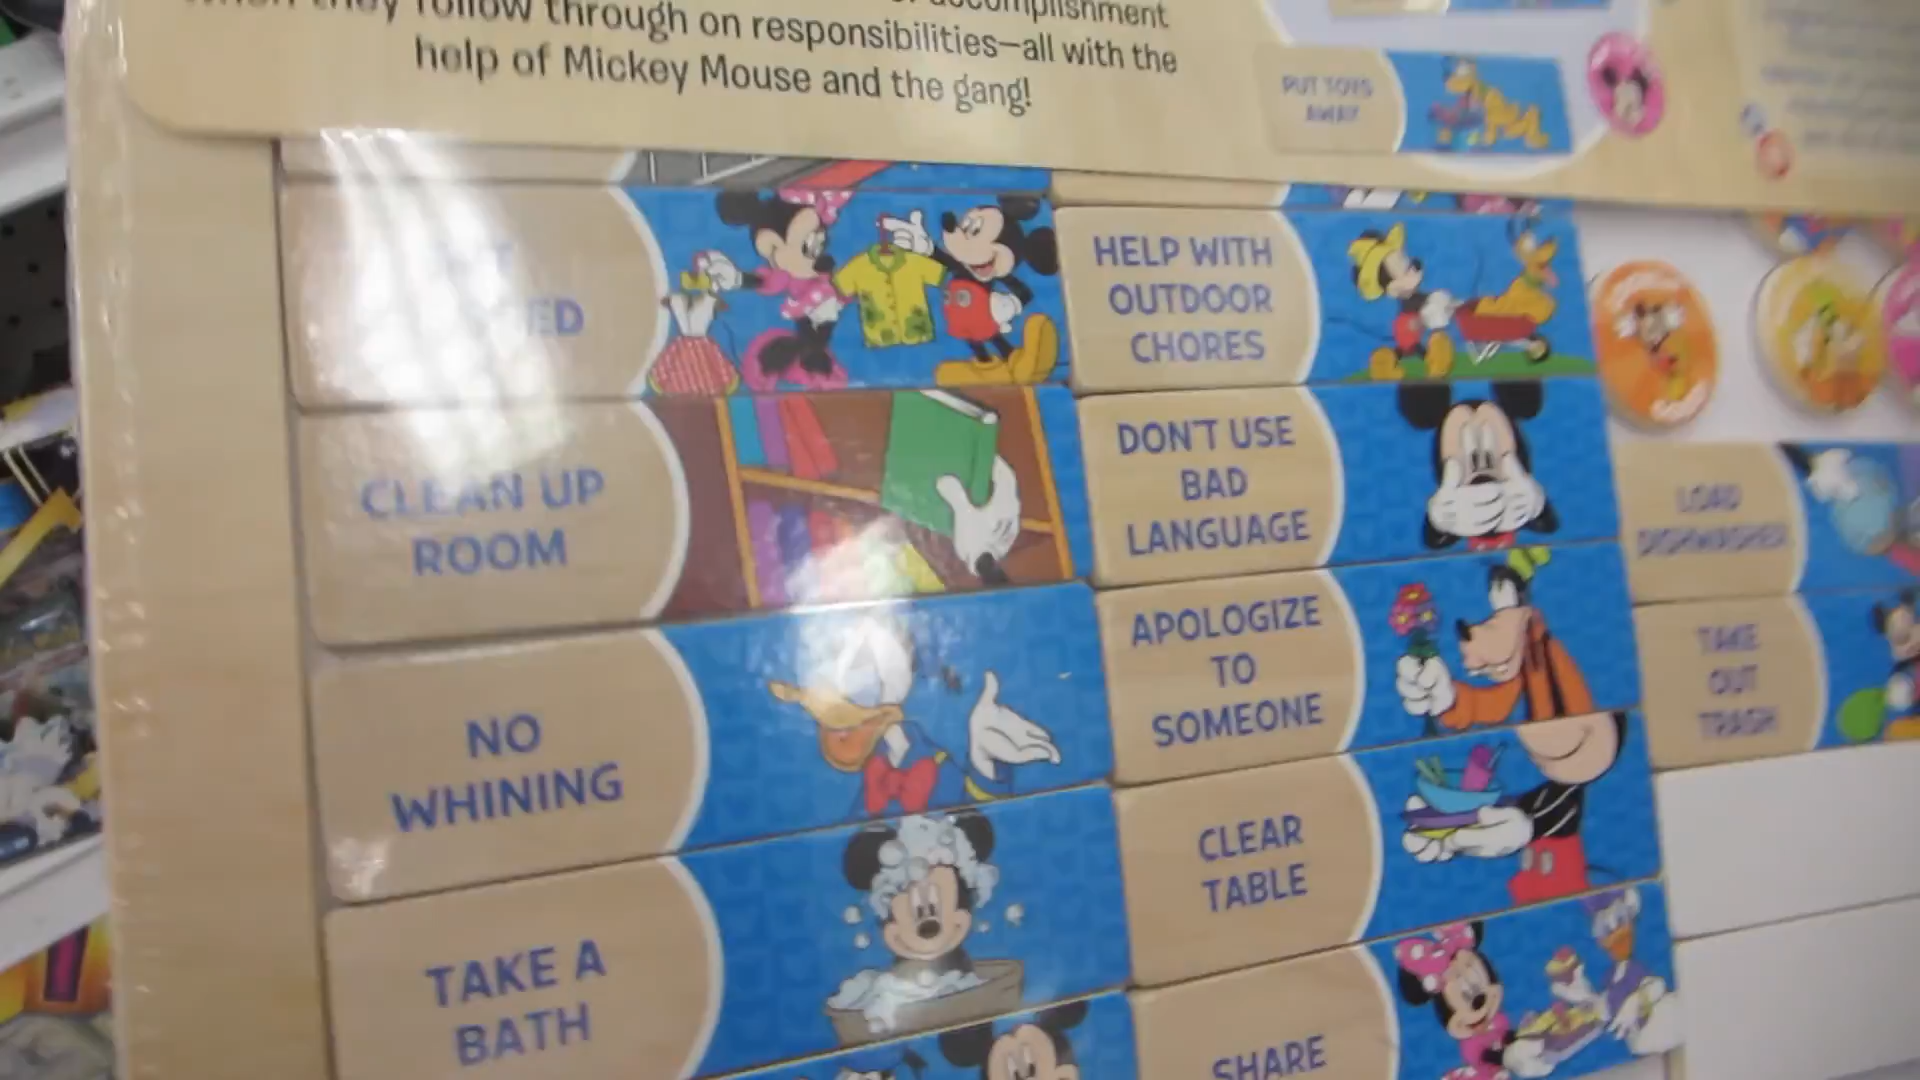 they follow through on responsibilities—all with the
help of Mickey Mouse and the gang!
PUT TOYS
AWAY
CLEAN UP
ROOM
NO
WHINING
TAKE A
BATH
HELP WITH
OUTDOOR
CHORES
DON'T USE
BAD
LANGUAGE
APOLOGIZE
TO
SOMEONE
CLEAR
TABLE
SHARE
LOAD
DISHWASHER
TAKE
OUT
TRASH